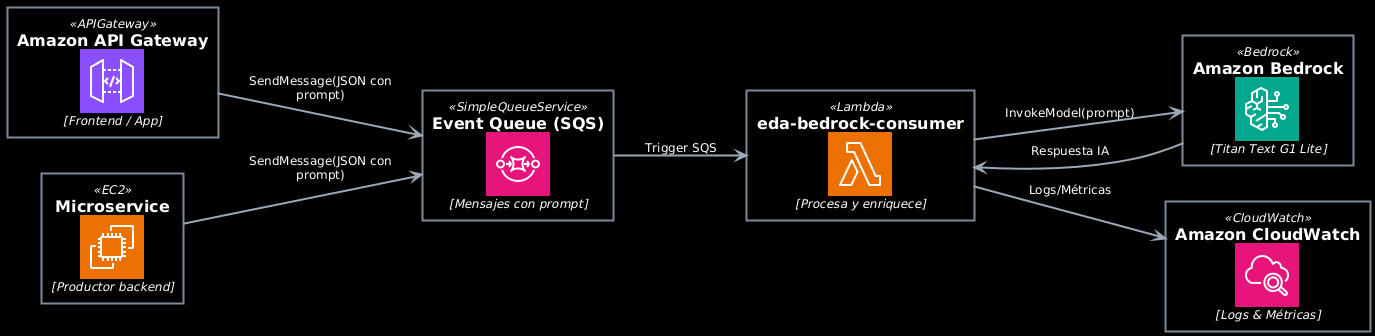 «APIGateway»
Amazon API Gateway
[Frontend / App]
SendMessage(JSON con
prompt)
«EC2»
Microservice
[Productor backend]
SendMessage(JSON con
prompt)
«SimpleQueueService»
Event Queue (SQS)
[Mensajes con prompt]
Trigger SQS
«Lambda»
eda-bedrock-consumer
[Procesa y enriquece]
InvokeModel(prompt)
Respuesta IA
Logs/Métricas
«Bedrock»
Amazon Bedrock
[Titan Text G1 Lite]
«CloudWatch»
Amazon CloudWatch
[Logs & Métricas]